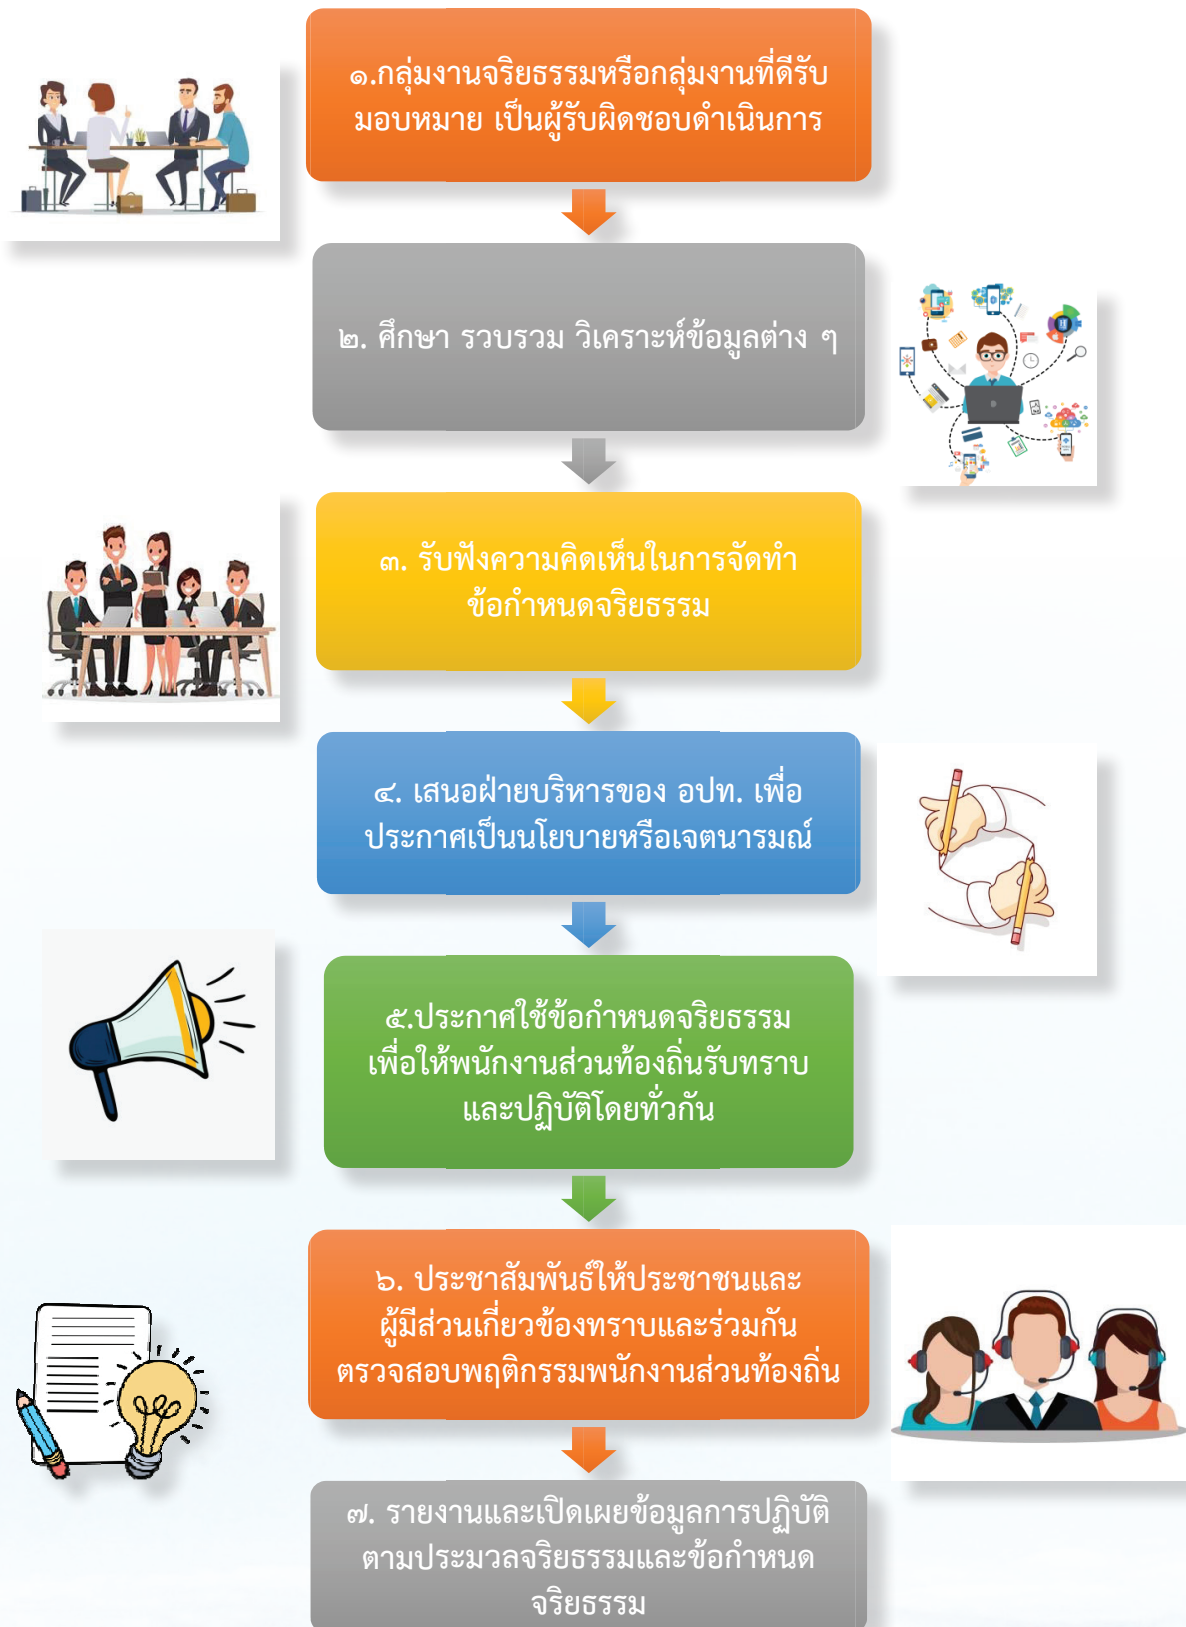 ๑.กลุ่มงานจริยธรรมหรือกลุ่มงานที่ดีรับ
มอบหมาย เป็นผู้รับผิดชอบดำเนินการ
๒. ศึกษา รวบรวม วิเคราะห์ข้อมูลต่าง ๆ
๓. รับฟังความคิดเห็นในการจัดทำ
ข้อกำหนดจริยธรรม
๔. เสนอฝ่ายบริหารของ อปท. เพื่อ
ประกาศเป็นนโยบายหรือเจตนารมณ์
๕.ประกาศใช้ข้อกำหนดจริยธรรม
เพื่อให้พนักงานส่วนท้องถิ่นรับทราบ
และปฏิบัติโดยทั่วกัน
๖. ประชาสัมพันธ์ให้ประชาชนและ
ผู้มีส่วนเกี่ยวข้องทราบและร่วมกัน
ตรวจสอบพฤติกรรมพนักงานส่วนท้องถิ่น
๗. รายงานและเปิดเผยข้อมูลการปฏิบัติ
ตามประมวลจริยธรรมและข้อกำหนด
จริยธรรม